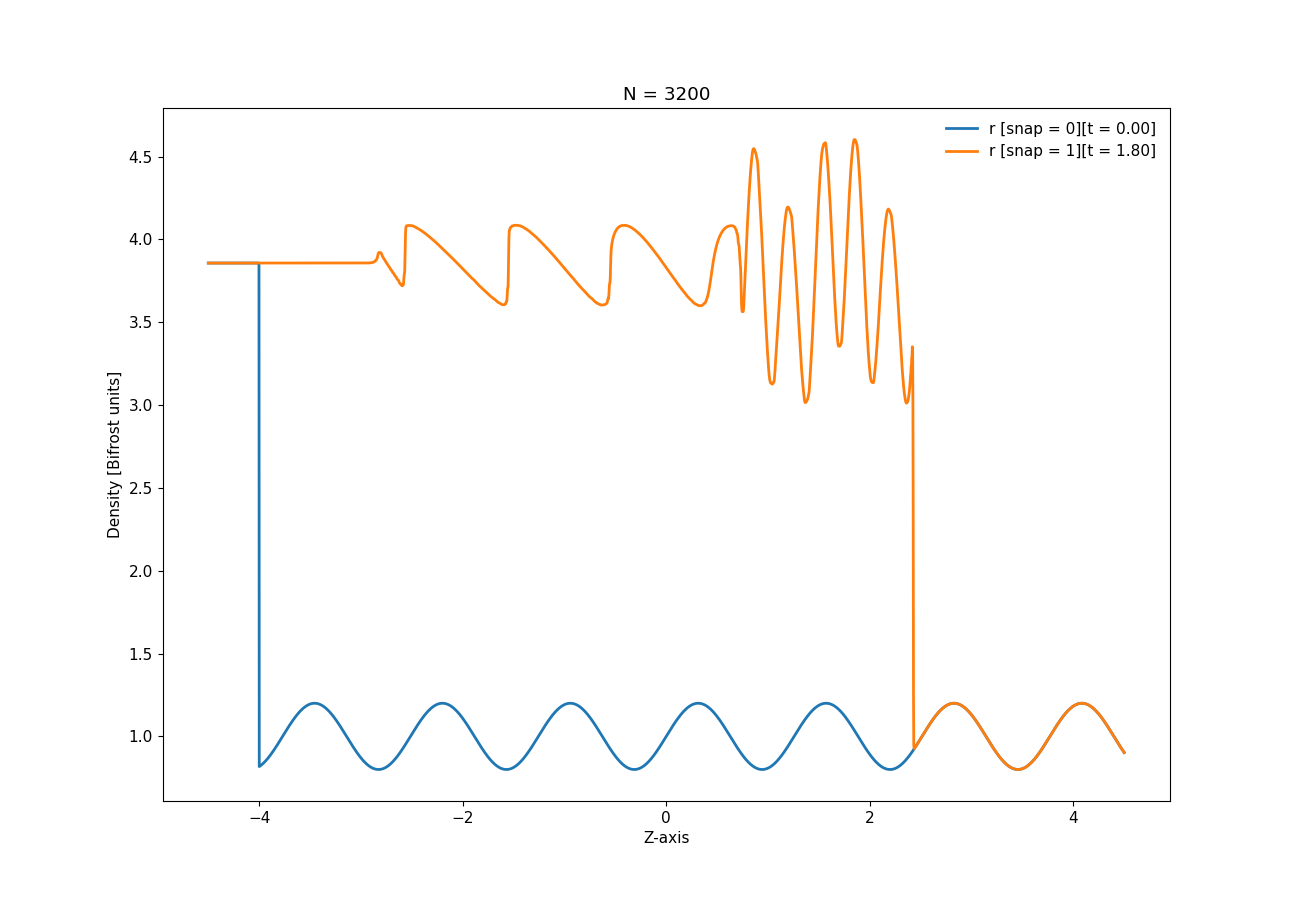 N = 3200
r [snap = 0][t = 0.00]
r [snap = 1][t = 1.80]
4.5
4.0
3.5
3.0
2.5
2.0
1.5
1.0
Density [Bifrost units]
−4
−2
0
2
4
Z-axis